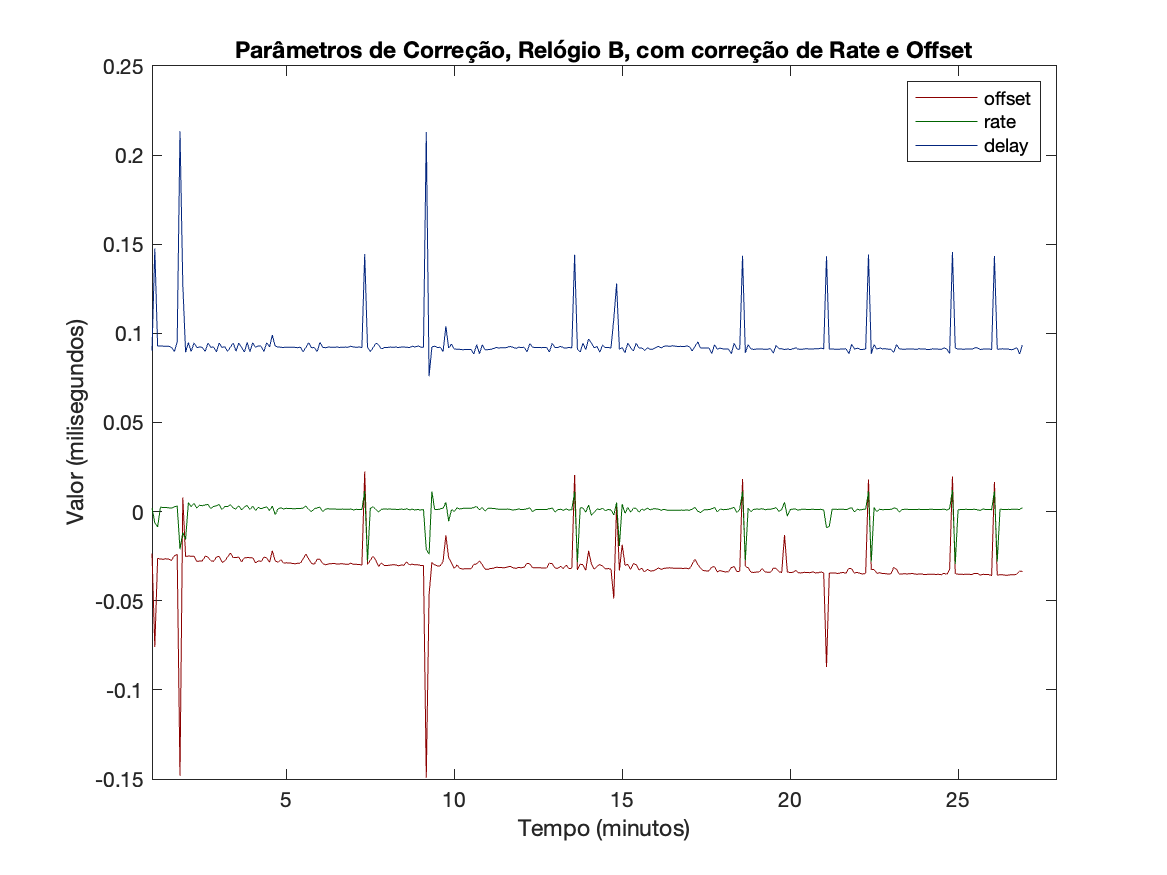 Parâmetros de Correção, Relógio B, com correção de Rate e Offset
0.25
0.2
0.15
0.1
0.05
0
-0.05
-0.1
-0.15
Valor (milisegundos)
offset
rate
delay
5
10
15
20
25
Tempo (minutos)